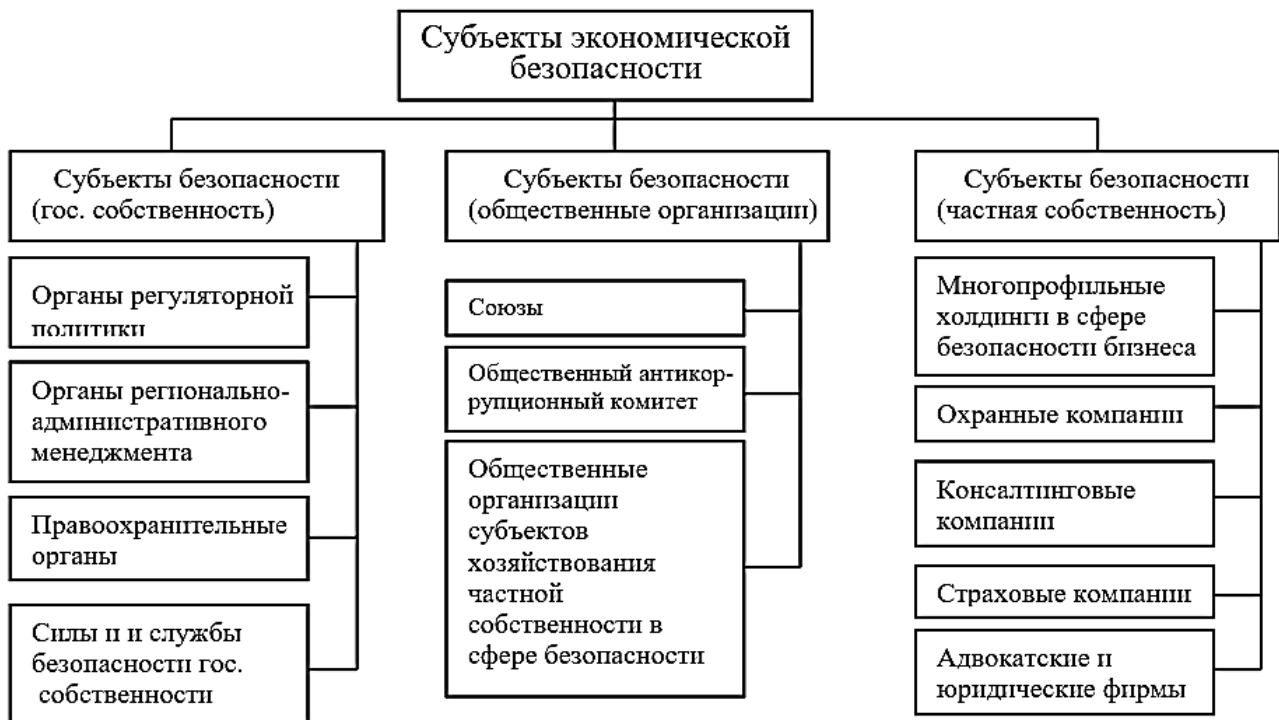 Субъекты экономической
безопасности
Субъекты безопасности
(гос. собственность)
Органы регуляторной
политики
Органы регионально-
административного
менеджмента
Правоохранительные
органы
Силы и и службы
безопасности гос.
собственности
Субъекты безопасности
(общественные организации)
Союзы
Общественный антикор-
рупционный комитет
Общественные
организации
субъектов
хозяйствования
частной
собственности в
сфере безопасности
Субъекты безопасности
(частная собственность)
Многопрофильные
холдинги в сфере
безопасности бизнеса
Охранные компании
Консалтинговые
компании
Страховые компании
Адвокатские и
юридические фирмы